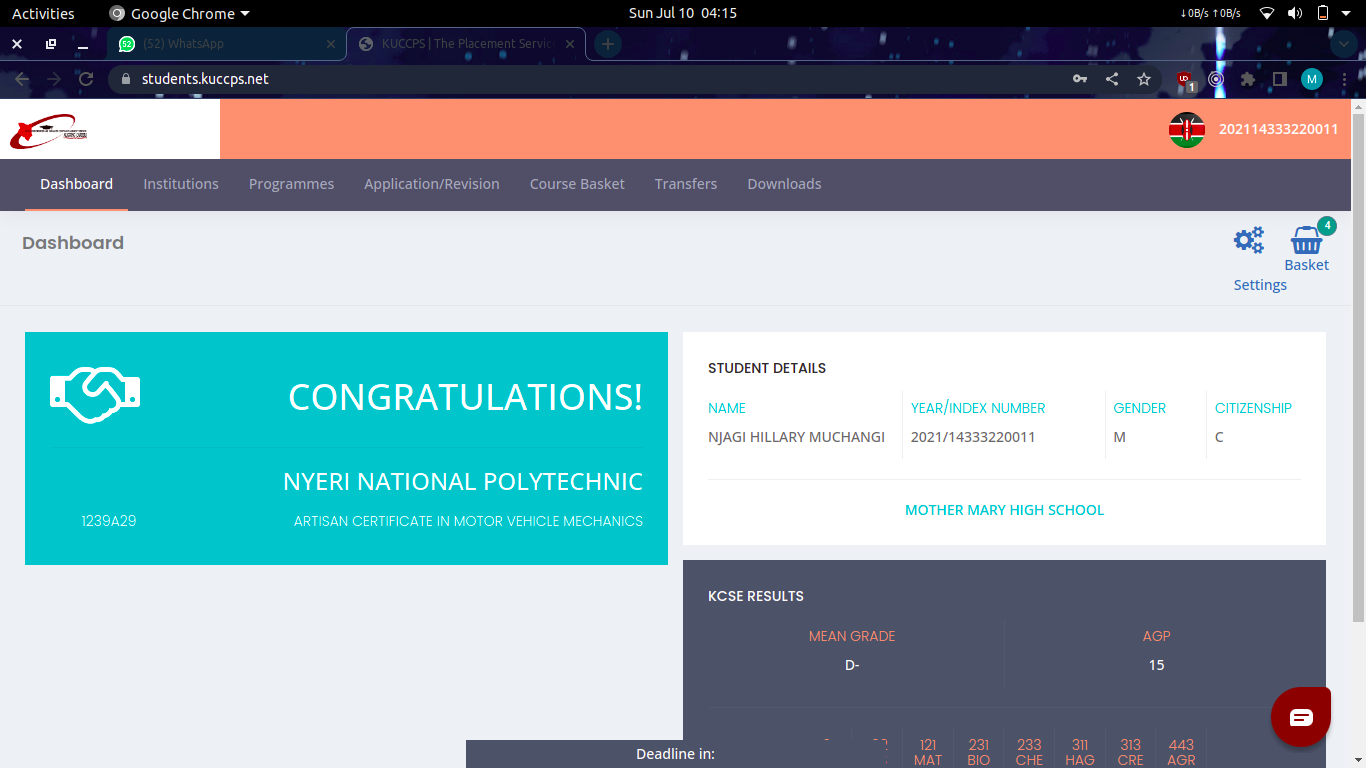 Activities
Google Chrome
Sun Jul 10 04:15
↓0B/s ↑0B/s
52
(52) WhatsApp
KUCCPS | The Placement Servic
students.kuccps.net
UD
1
M
202114333220011
Dashboard
Institutions
Programmes
Application/Revision
Course Basket
Transfers
Downloads
Dashboard
4
Basket
Settings
CONGRATULATIONS!
NYERI NATIONAL POLYTECHNIC
1239A29
ARTISAN CERTIFICATE IN MOTOR VEHICLE MECHANICS
STUDENT DETAILS
NAME
YEAR/INDEX NUMBER
GENDER
CITIZENSHIP
NJAGI HILLARY MUCHANGI
2021/14333220011
M
C
MOTHER MARY HIGH SCHOOL
KCSE RESULTS
MEAN GRADE
AGP
D-
15
121
231
233
311
313
443
MAT
BIO
CHE
HAG
CRE
AGR
Deadline in: